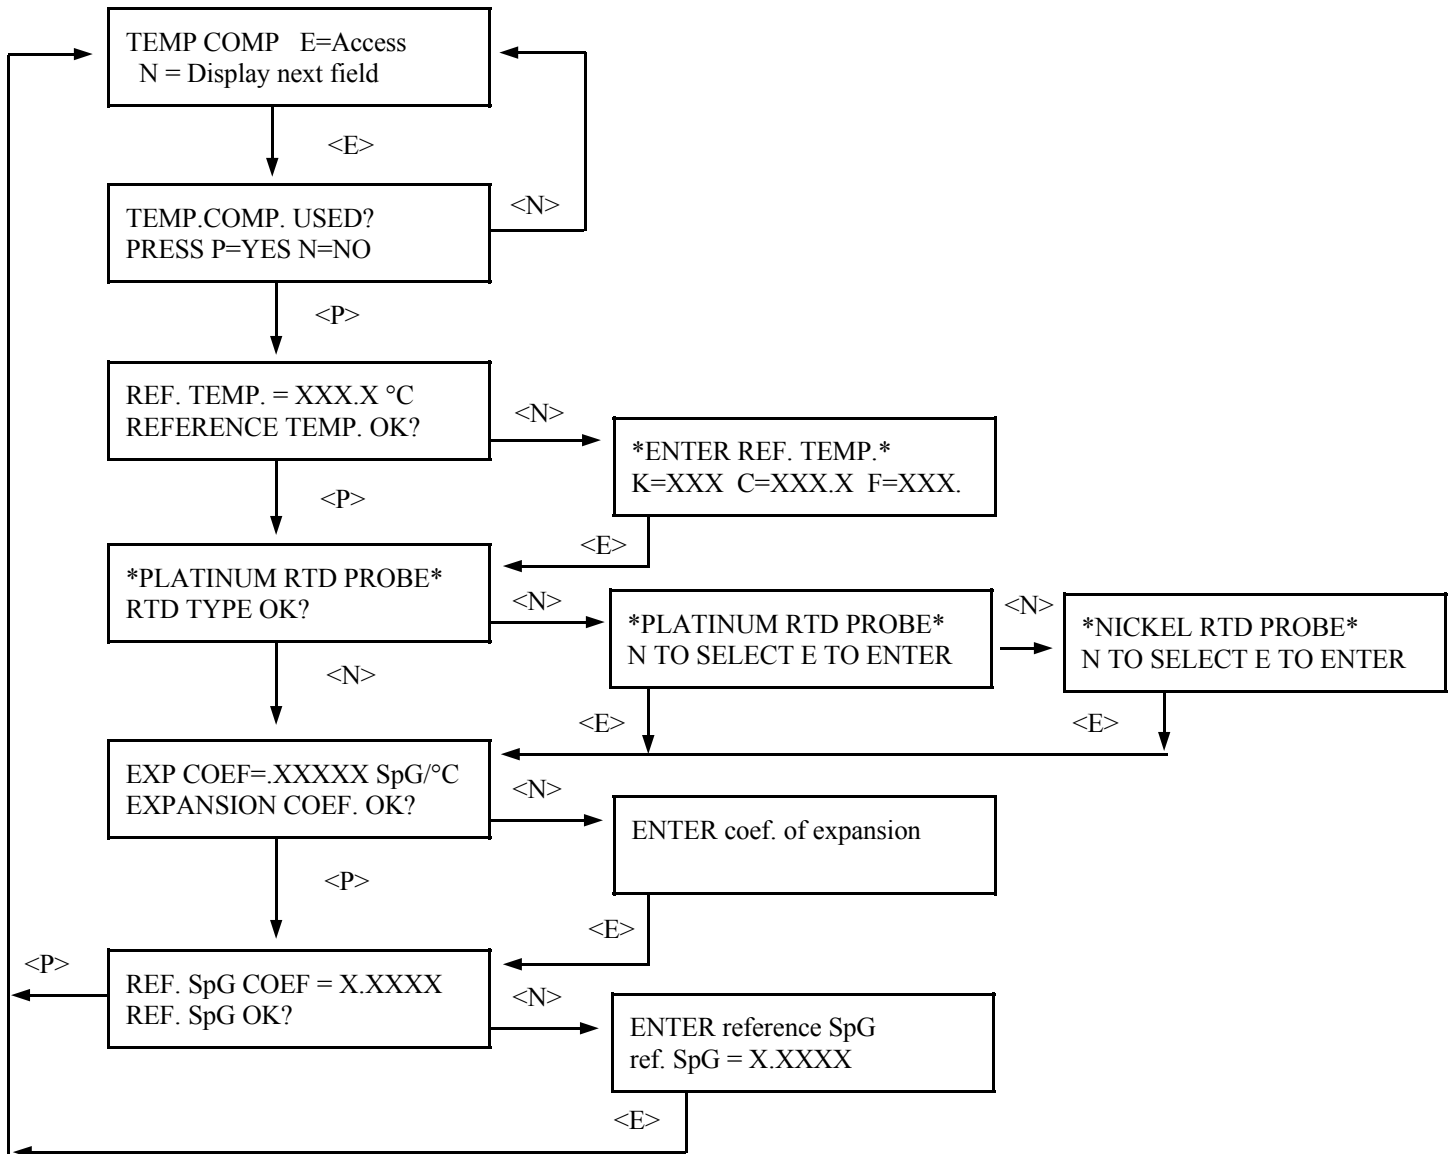 TEMP COMP E=Access
N = Display next field
<E>
TEMP.COMP. USED?
PRESS P=YES N=NO
<N>
<P>
REF. TEMP. = XXX.X °C
REFERENCE TEMP. OK?
<N>
*ENTER REF. TEMP.*
K=XXX C=XXX.X F=XXX.
<P>
<E>
*PLATINUM RTD PROBE*
RTD TYPE OK?
<N>
*PLATINUM RTD PROBE*
N TO SELECT E TO ENTER
<N>
*NICKEL RTD PROBE*
N TO SELECT E TO ENTER
<N>
<E>
<E>
EXP COEF=.XXXXX SpG/°C
EXPANSION COEF. OK?
<N>
ENTER coef. of expansion
<P>
<E>
<P>
REF. SpG COEF = X.XXXX
REF. SpG OK?
<N>
ENTER reference SpG
ref. SpG = X.XXXX
<E>